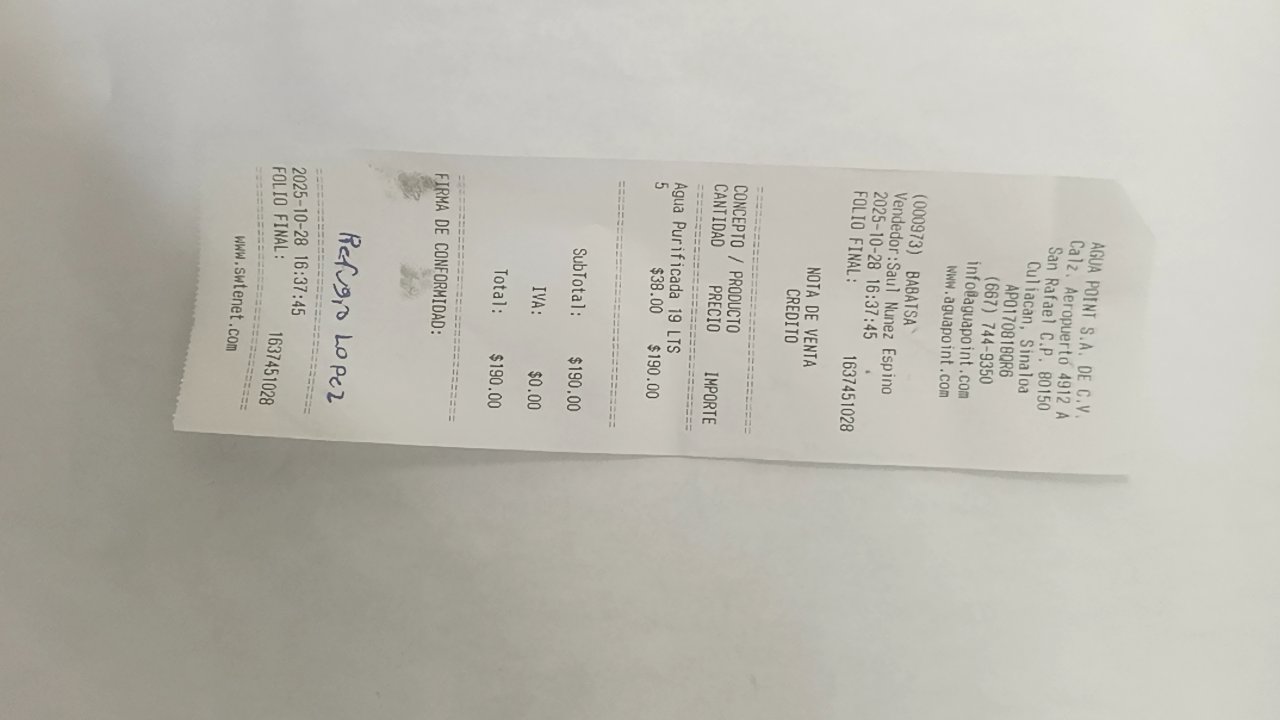 AGUA POINT S.A. DE C.V.
Calz. Aeropuerto 4912 A
San Rafael C.P. 80150
Culiacan, Sinaloa
APO170818QR6
(667) 744-9350
info@aguapoint.com
www.aguapoint.com
(000973) BABATSA
Vendedor:Saul Nunez Espino
2025-10-28 16:37:45
FOLIO FINAL: 1637451028
NOTA DE VENTA
CREDITO
CONCEPTO / PRODUCTO
CANTIDAD PRECIO IMPORTE
Agua Purificada 19 LTS
5 $38.00 $190.00
SubTotal: $190.00
IVA: $0.00
Total: $190.00
FIRMA DE CONFORMIDAD:
Refugio Lopez
2025-10-28 16:37:45
FOLIO FINAL: 1637451028
www.swtenet.com